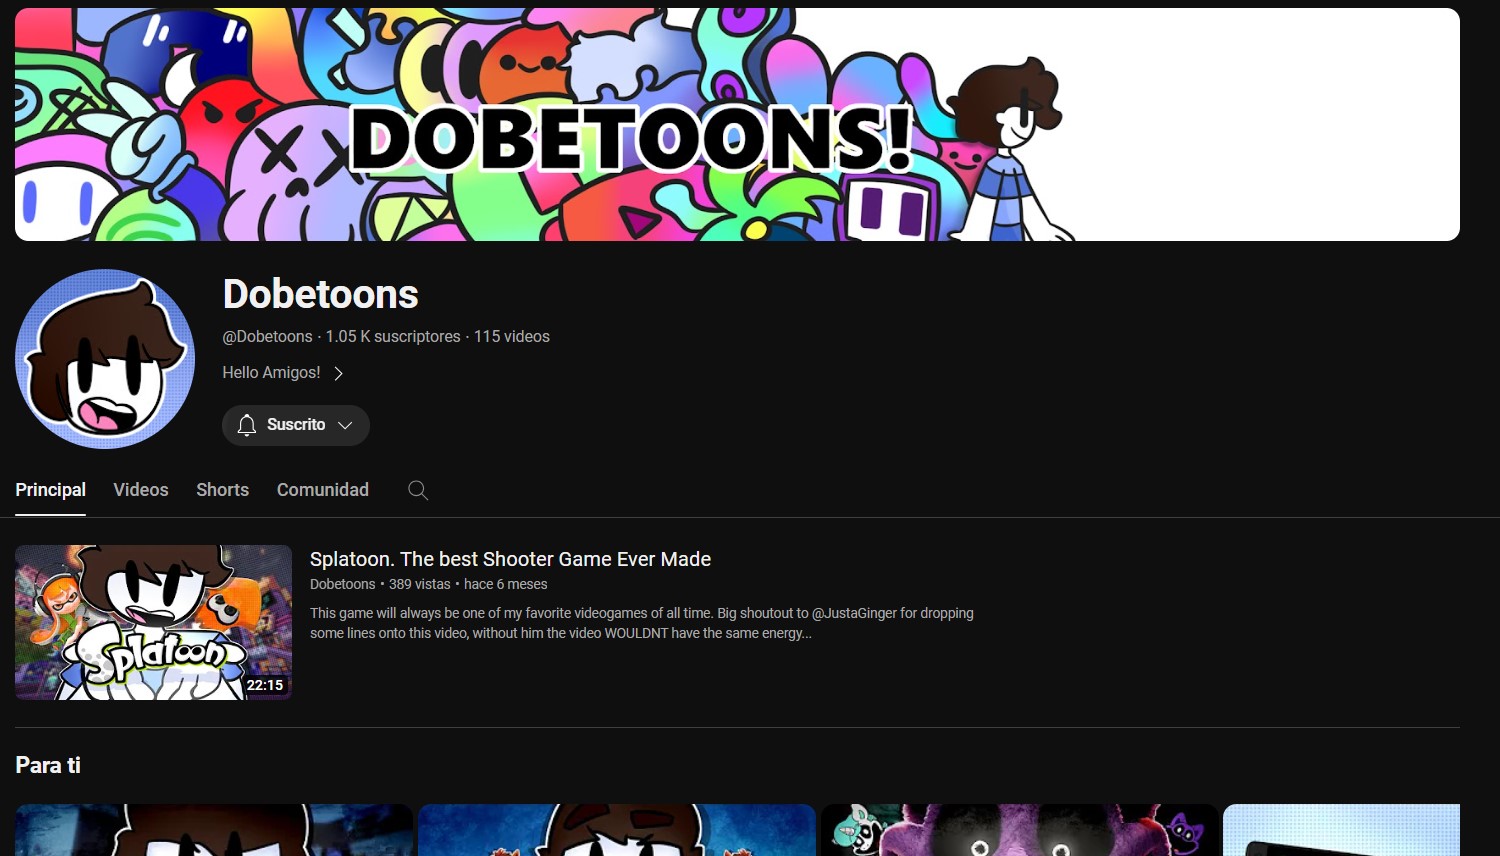 DOBETOONS!
Dobetoons
@Dobetoons · 1.05 K suscriptores · 115 videos
Hello Amigos!
Suscrito
Principal
Videos
Shorts
Comunidad
Splatoon
22:15
Splatoon. The best Shooter Game Ever Made
Dobetoons • 389 vistas • hace 6 meses
This game will always be one of my favorite videogames of all time. Big shoutout to @JustaGinger for dropping
some lines onto this video, without him the video WOULDNT have the same energy...
Para ti